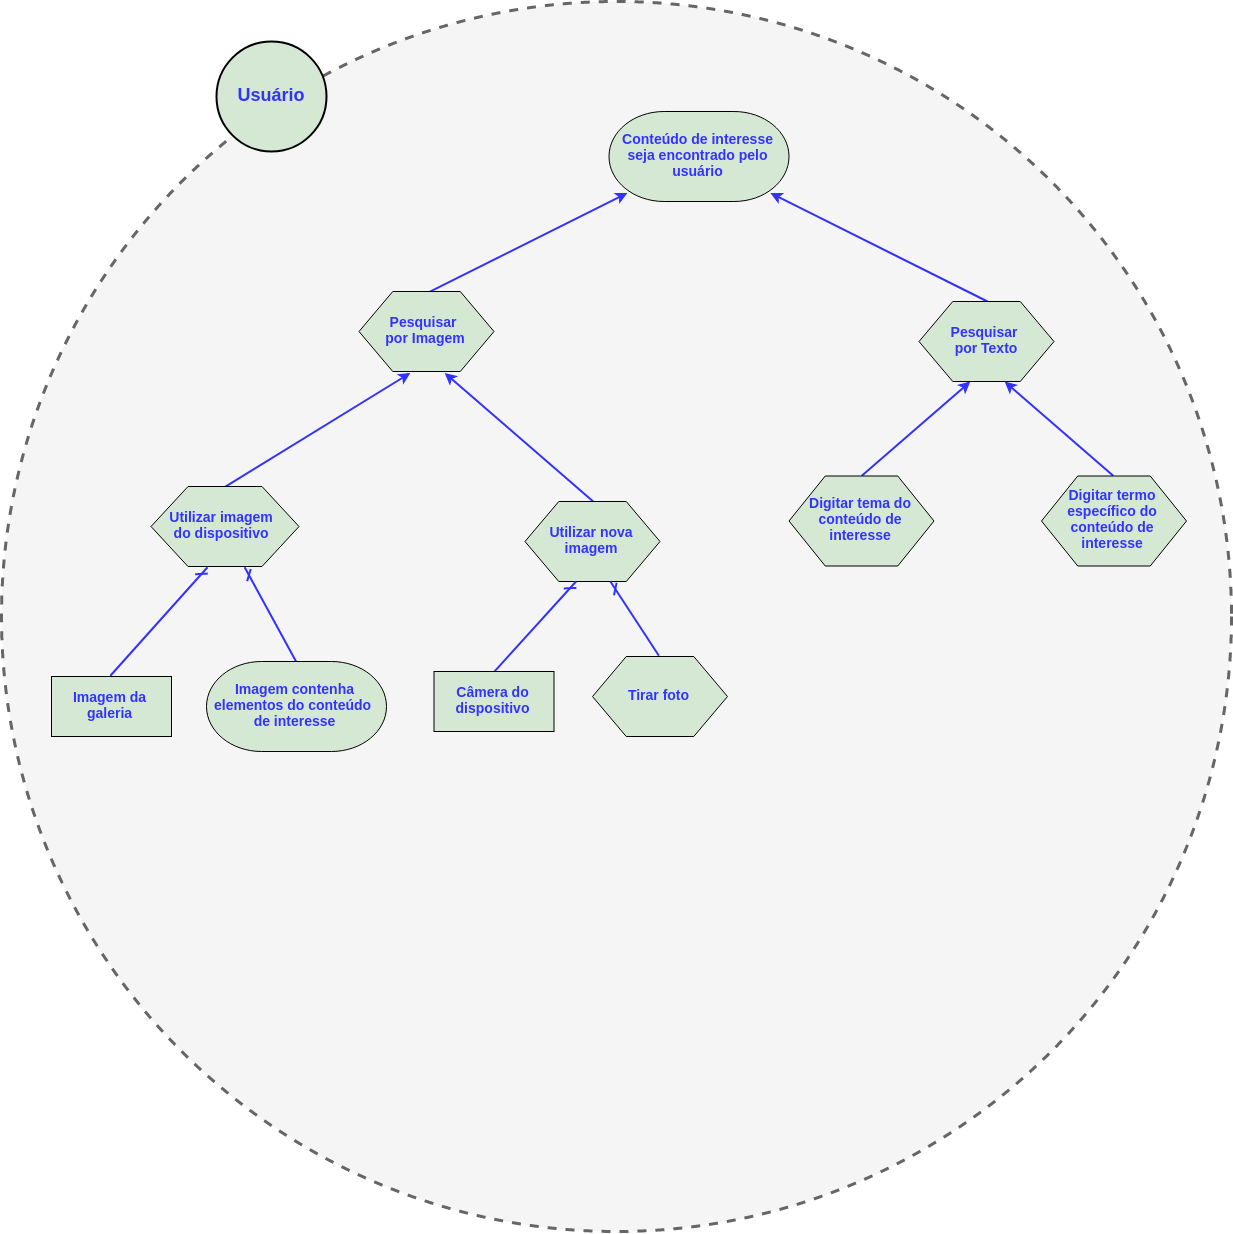 Usuário
Conteúdo de interesse
seja encontrado pelo
usuário
Pesquisar
por Imagem
Pesquisar
por Texto
Utilizar imagem
do dispositivo
Utilizar nova
imagem
Digitar tema do
conteúdo de
interesse
Digitar termo
específico do
conteúdo de
interesse
Imagem da
galeria
Imagem contenha
elementos do conteúdo
de interesse
Câmera do
dispositivo
Tirar foto